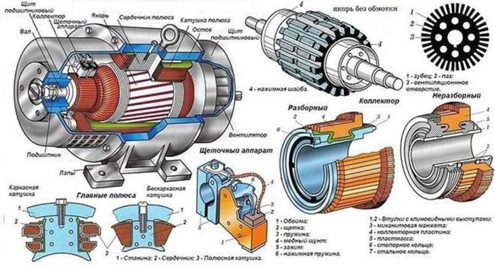 Щит подшипниковый
Коллектор
Щёточный аппарат
Якорь
Сердечник полюса
Катушка полюса
Остов
Щит
Подшипниковый
Вал
Подшипник
Лапы
Вентилятор
якорь без обмотки
4 - нажимная шайба.
1 - зубец; 2 - паз;
3 - вентиляционное
отверстие.
Коллектор
Разборный
Неразборный
Щеточный аппарат
Каркасная
катушка
Главные полюса
Бескаркасная
катушка
1 - Станина; 2 - Сердечник; 3 - Полюсная катушка.
1 - Обойма;
2 - щетка;
3 - пружина;
4 - медный шунт;
5 - зажим;
6 - нажимная пружина.
1,2 - Втулки с клиновидными выступами;
3 - миканитовая манжета;
4 - коллекторная пластина;
5 - пластмасса;
6 - стопорное кольцо;
7 - стальное кольцо.